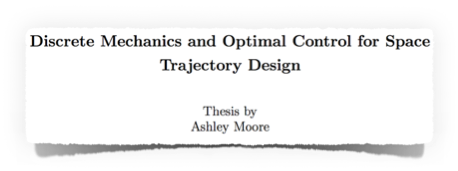 Discrete Mechanics and Optimal Control for Space
Trajectory Design
Thesis by
Ashley Moore